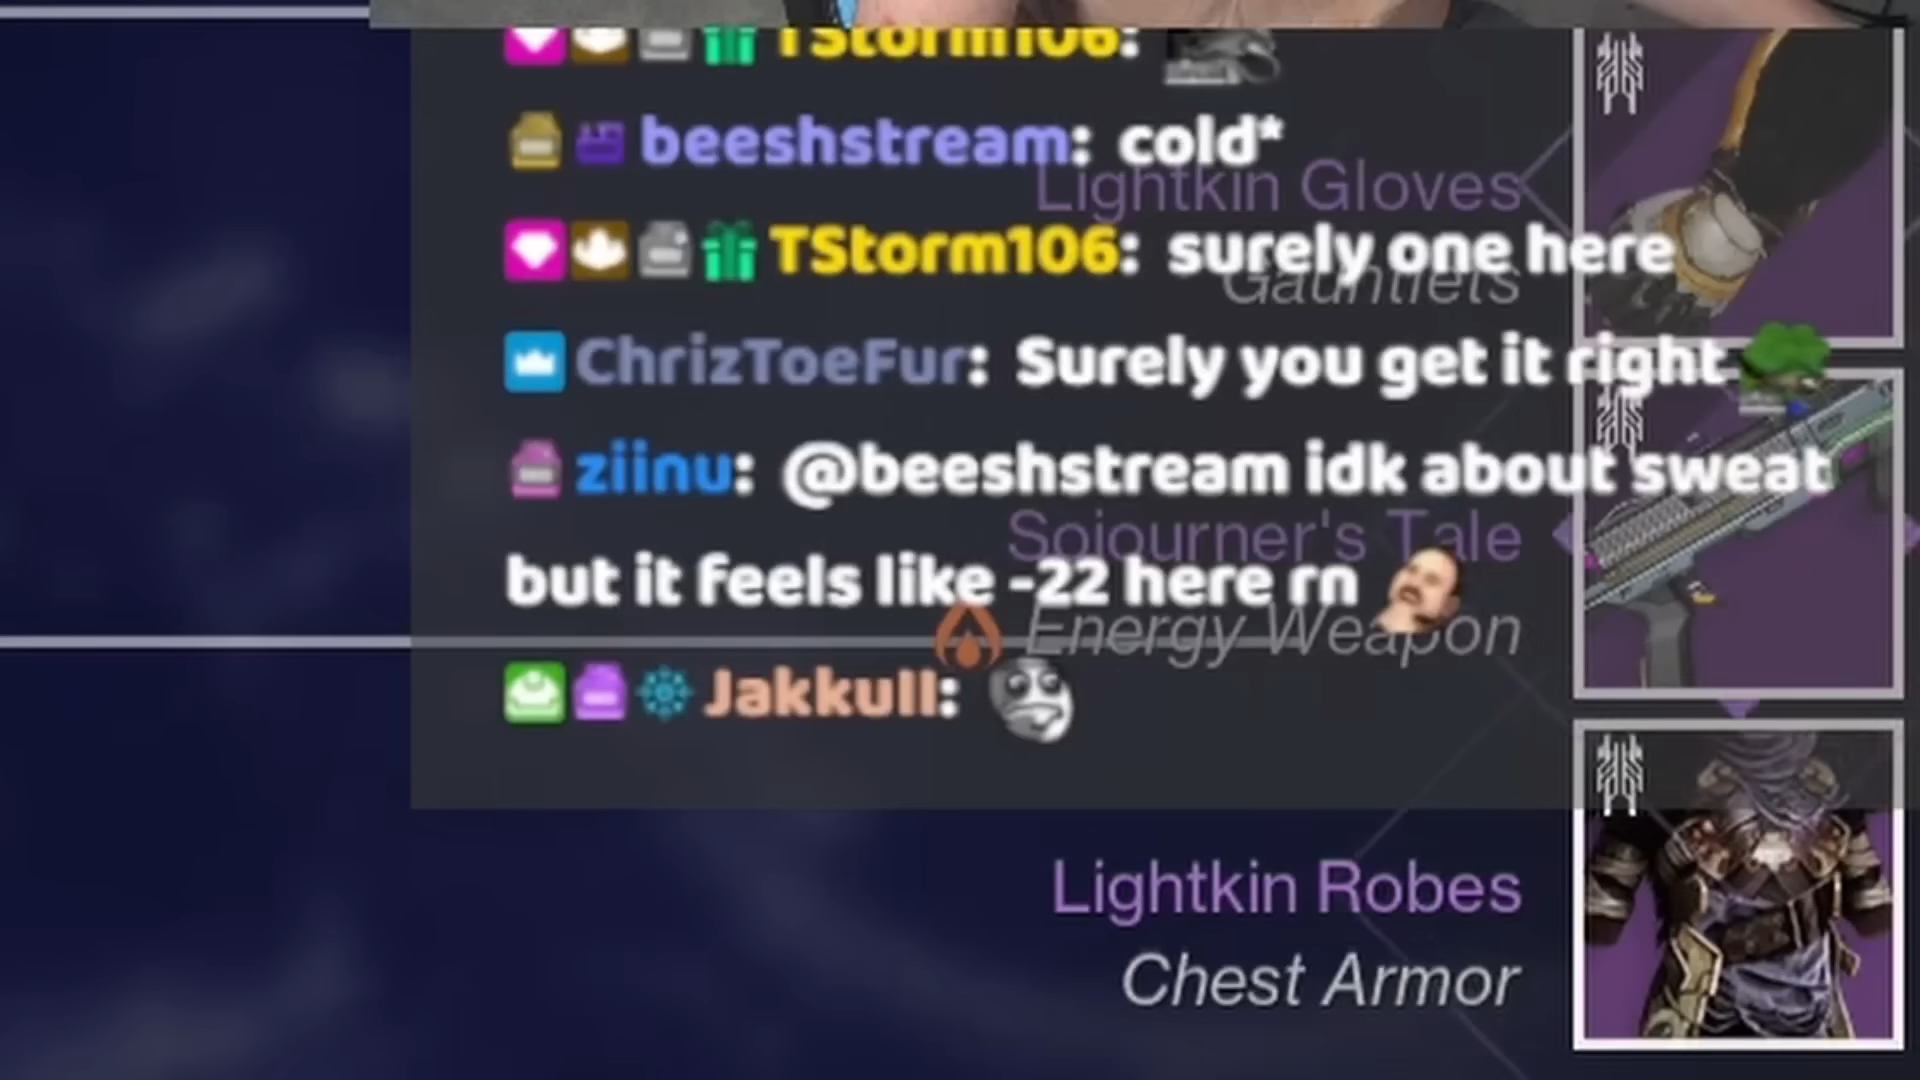 TStorm106:
beeshstream: cold*
Lightkin Gloves
TStorm106: surely one here
Gauntlets
ChrizToeFur: Surely you get it right
ziinu: @beeshstream idk about sweat
Sojourner's Tale
but it feels like -22 here rn
Energy Weapon
Jakkull:
Lightkin Robes
Chest Armor